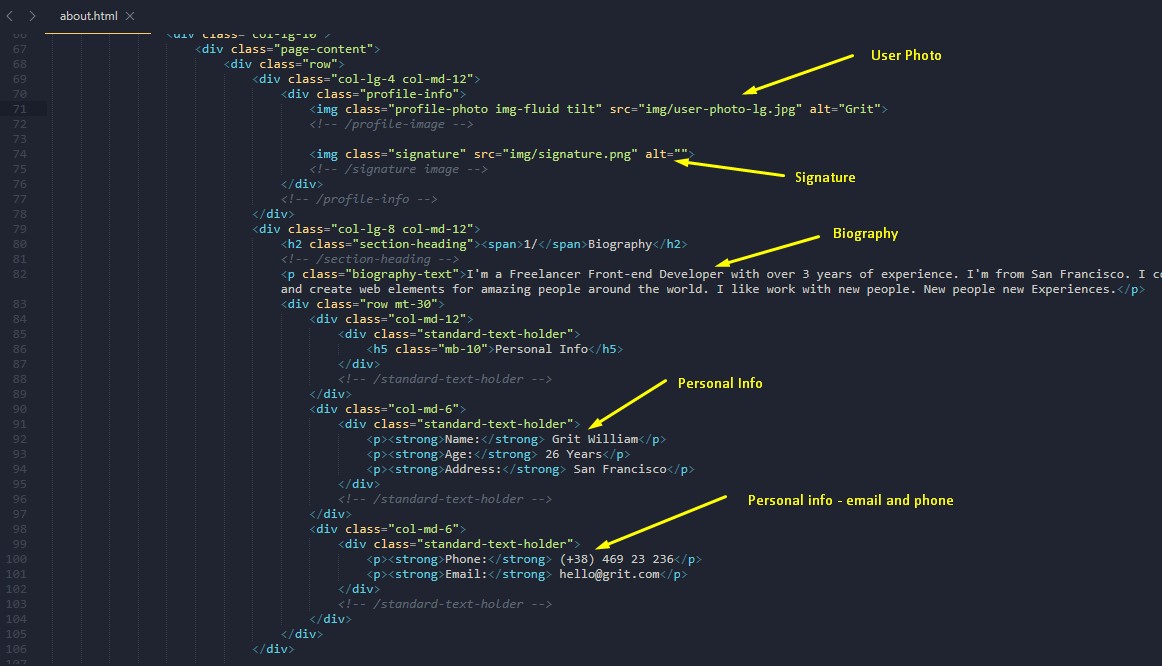 about.html
66 <div class="col-lg-10">
67 <div class="page-content">
68 <div class="row">
69 <div class="col-lg-4 col-md-12">
70 <div class="profile-info">
71 <img class="profile-photo img-fluid tilt" src="img/user-photo-lg.jpg" alt="Grit">
User Photo
72 <!-- /profile-image -->
73
74 <img class="signature" src="img/signature.png" alt="">
75 <!-- /signature image -->
Signature
76 </div>
77 <!-- /profile-info -->
78 </div>
79 <div class="col-lg-8 col-md-12">
Biography
80 <h2 class="section-heading"><span>1/</span>Biography</h2>
81 <!-- /section-heading -->
82 <p class="biography-text">I'm a Freelancer Front-end Developer with over 3 years of experience. I'm from San Francisco. I co
and create web elements for amazing people around the world. I like work with new people. New people new Experiences.</p>
83 <div class="row mt-30">
84 <div class="col-md-12">
85 <div class="standard-text-holder">
86 <h5 class="mb-10">Personal Info</h5>
87 </div>
88 <!-- /standard-text-holder -->
Personal Info
89 </div>
90 <div class="col-md-6">
91 <div class="standard-text-holder">
92 <p><strong>Name:</strong> Grit William</p>
93 <p><strong>Age:</strong> 26 Years</p>
94 <p><strong>Address:</strong> San Francisco</p>
95 </div>
96 <!-- /standard-text-holder -->
Personal info - email and phone
97 </div>
98 <div class="col-md-6">
99 <div class="standard-text-holder">
100 <p><strong>Phone:</strong> (+38) 469 23 236</p>
101 <p><strong>Email:</strong> hello@grit.com</p>
102 </div>
103 <!-- /standard-text-holder -->
104 </div>
105 </div>
106 </div>
107